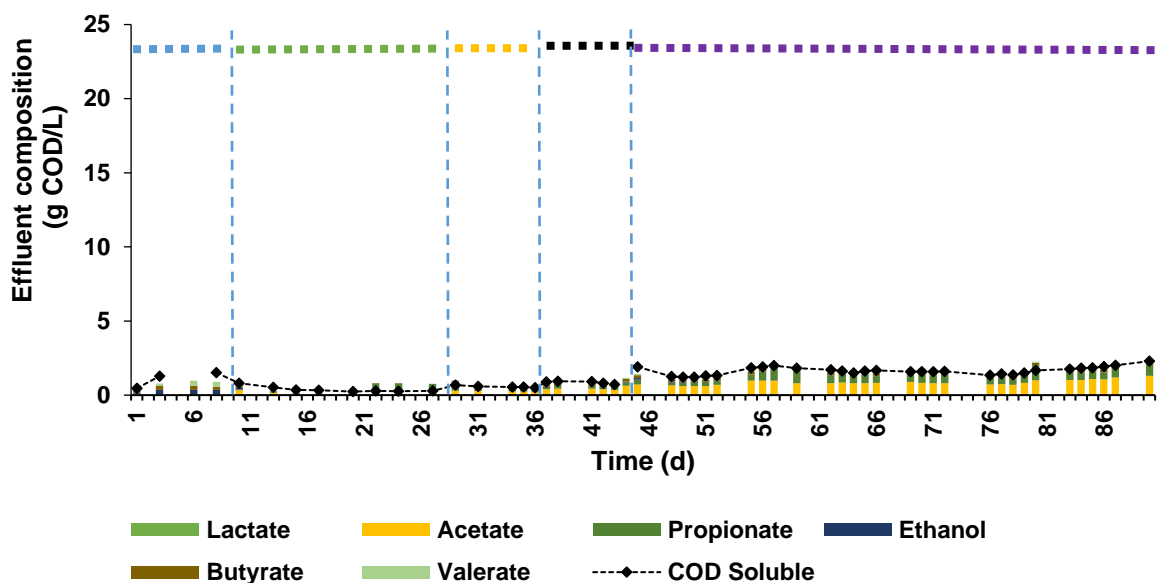 Effluent composition
(g COD/L)
25
20
15
10
5
0
1 6 11 16 21 26 31 36 41 46 51 56 61 66 71 76 81 86
Time (d)
Lactate Acetate Propionate Ethanol
Butyrate Valerate COD Soluble